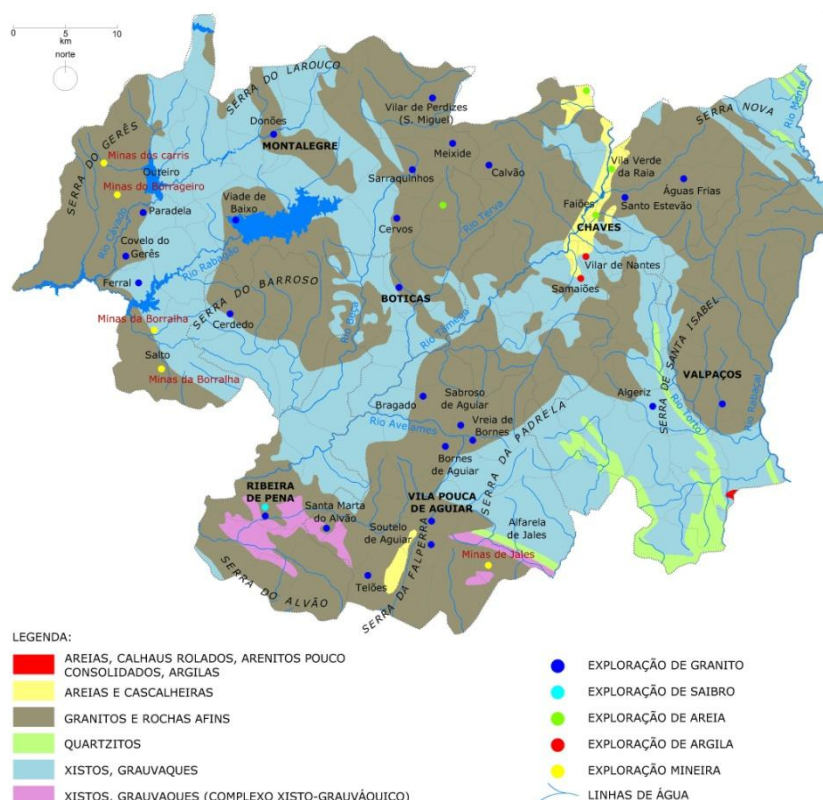 0 5 10
km
norte
SERRA DO LAROUCO
Vilar de Perdizes
(S. Miguel)
SERRA NOVA
Rio Mente
Donões
MONTALEGRE
Meixide
SERRA DO GERÊS
Minas dos carris
Outeiro
Minas do Borrageiro
Sarraquinhos
Calvão
Vila Verde
da Raia
Águas Frias
Viade de
Baixo
Paradela
Faiões
Santo Estevão
Rio Cávado
Cervos
Rio Terva
CHAVES
Covelo do
Gerês
Rio Rabagão
Vilar de Nantes
Ferral
SERRA DO BARROSO
BOTICAS
Samaiões
Minas da Borralha
Cerdedo
Rio Beça
Rio Tâmega
SERRA DE SANTA ISABEL
Salto
Minas da Borralha
VALPAÇOS
Bragado
Sabroso
de Aguiar
Algeriz
Rio Torto
Rio Rabaçal
Rio Avelames
Vreia de
Bornes
SERRA DA PADRELA
Bornes
de Aguiar
RIBEIRA
DE PENA
Santa Marta
do Alvão
VILA POUCA
DE AGUIAR
Soutelo
de Aguiar
Alfarela
de Jales
Minas de Jales
SERRA DO ALVÃO
Telões
SERRA DA FALPERRA
LEGENDA:
AREIAS, CALHAUS ROLADOS, ARENITOS POUCO
CONSOLIDADOS, ARGILAS
AREIAS E CASCALHEIRAS
GRANITOS E ROCHAS AFINS
QUARTZITOS
XISTOS, GRAUVAQUES
XISTOS, GRAUVAQUES (COMPLEXO XISTO-GRAUVÁQUICO)
EXPLORAÇÃO DE GRANITO
EXPLORAÇÃO DE SAIBRO
EXPLORAÇÃO DE AREIA
EXPLORAÇÃO DE ARGILA
EXPLORAÇÃO MINEIRA
LINHAS DE ÁGUA